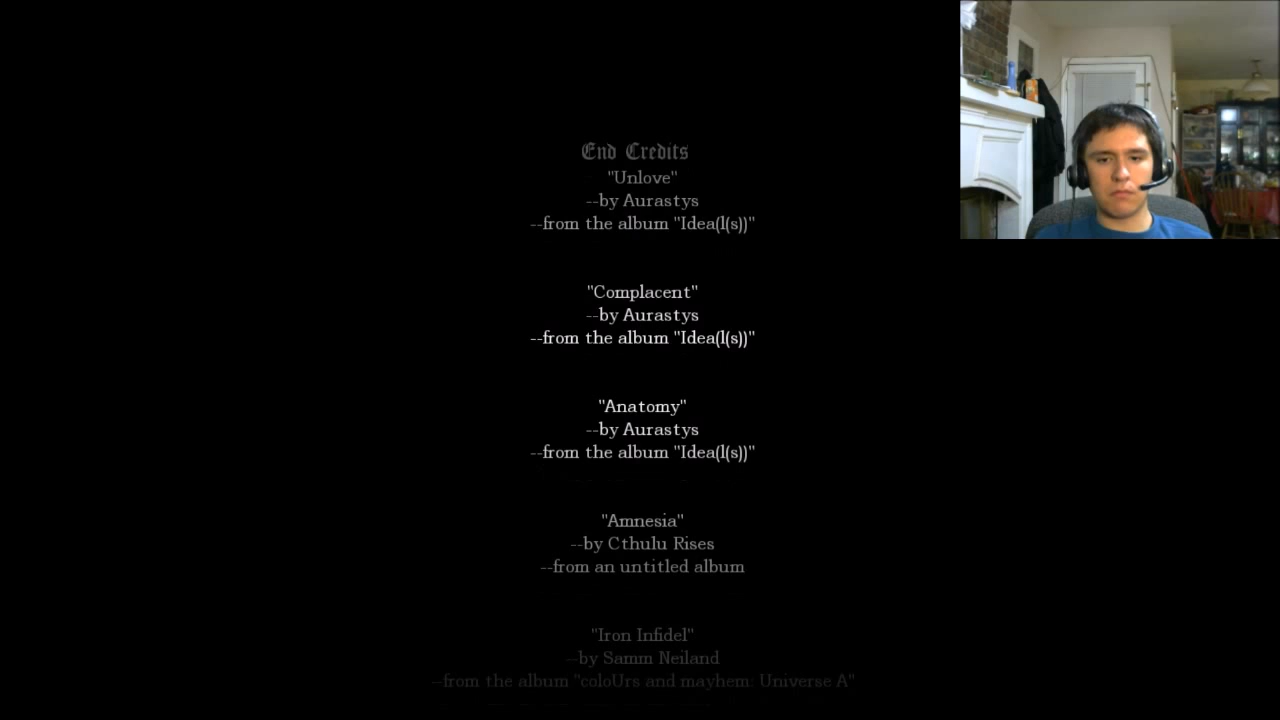 End Credits
"Unlove"
--by Aurastys
--from the album "Idea(l(s))"
"Complacent"
--by Aurastys
--from the album "Idea(l(s))"
"Anatomy"
--by Aurastys
--from the album "Idea(l(s))"
"Amnesia"
--by Cthulu Rises
--from an untitled album
"Iron Infidel"
--by Samm Neiland
--from the album "coloUrs and mayhem: Universe A"